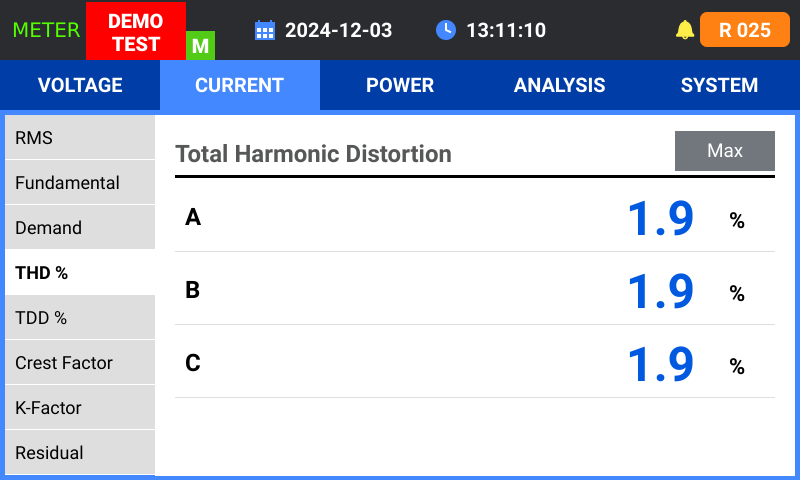 METER
DEMO
TEST
M
2024-12-03
13:11:10
R 025
VOLTAGE
CURRENT
POWER
ANALYSIS
SYSTEM
RMS
Fundamental
Demand
THD %
TDD %
Crest Factor
K-Factor
Residual
Total Harmonic Distortion
Max
A 1.9 %
B 1.9 %
C 1.9 %